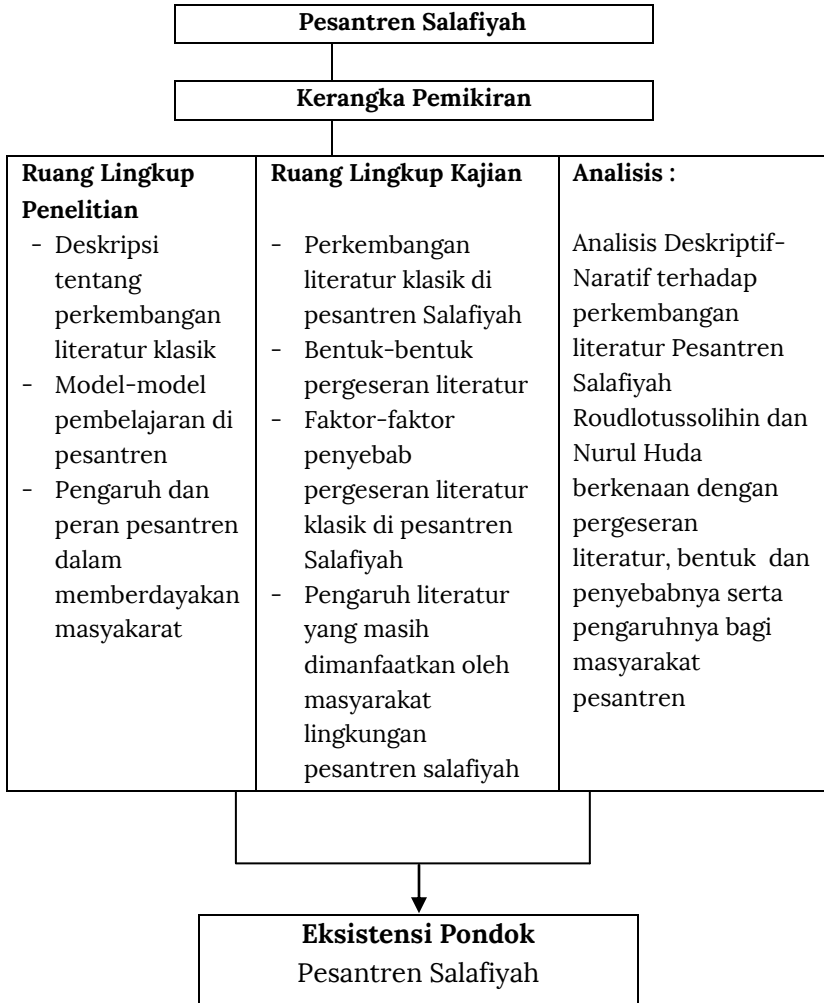 Pesantren Salafiyah
Kerangka Pemikiran
Ruang Lingkup
Penelitian
- Deskripsi
tentang
perkembangan
literatur klasik
- Model-model
pembelajaran di
pesantren
- Pengaruh dan
peran pesantren
dalam
memberdayakan
masyakarat
Ruang Lingkup Kajian
- Perkembangan
literatur klasik di
pesantren Salafiyah
- Bentuk-bentuk
pergeseran literatur
- Faktor-faktor
penyebab
pergeseran literatur
klasik di pesantren
Salafiyah
- Pengaruh literatur
yang masih
dimanfaatkan oleh
masyarakat
lingkungan
pesantren salafiyah
Analisis :
Analisis Deskriptif-
Naratif terhadap
perkembangan
literatur Pesantren
Salafiyah
Roudlotussolihin dan
Nurul Huda
berkenaan dengan
pergeseran
literatur, bentuk dan
penyebabnya serta
pengaruhnya bagi
masyarakat
pesantren
Eksistensi Pondok
Pesantren Salafiyah